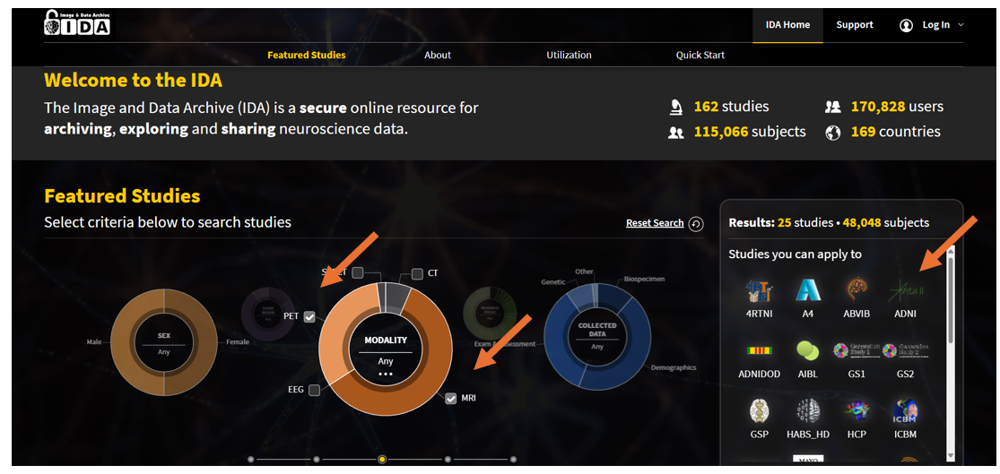 Image & Data Archive
IDA
IDA Home
Support
Log In
Featured Studies
About
Utilization
Quick Start
Welcome to the IDA
The Image and Data Archive (IDA) is a secure online resource for
archiving, exploring and sharing neuroscience data.
162 studies
170,828 users
115,066 subjects
169 countries
Featured Studies
Select criteria below to search studies
Reset Search
Results: 25 studies • 48,048 subjects
Studies you can apply to
CT
PET
EEG
MRI
MODALITY
Any
•••
Male
SEX
Any
Female
Other
Genetic
Biospecimen
Exam & Assessment
Demographics
COLLECTED
DATA
Any
4RTNI
A4
ABVIB
ADNI
ADNI
ADNIDOD
AIBL
GS1
GS2
GSP
HABS_HD
HCP
ICBM
ICBM
MAYO